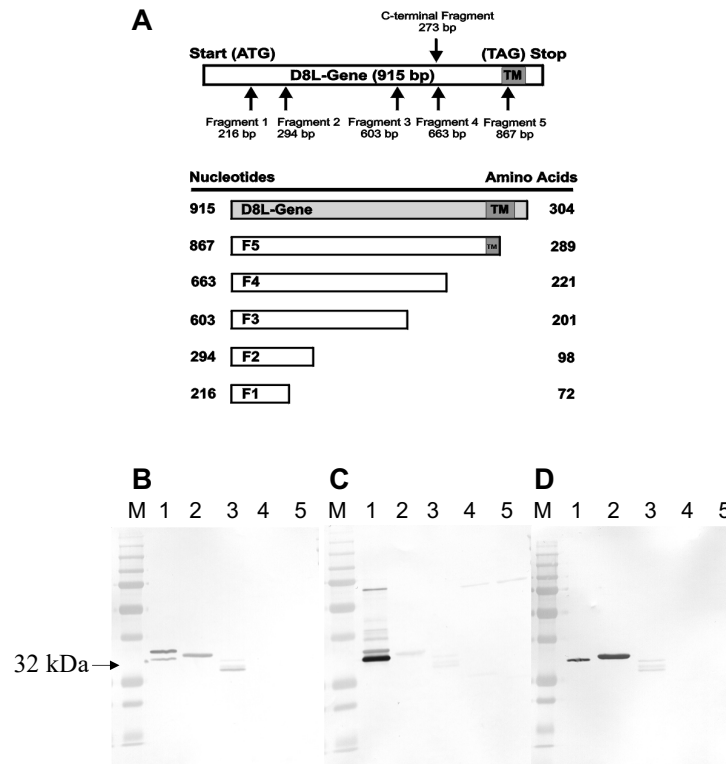 A
C-terminal Fragment
273 bp
Start (ATG)
(TAG) Stop
D8L-Gene (915 bp)
TM
Fragment 1
216 bp
Fragment 2
294 bp
Fragment 3
603 bp
Fragment 4
663 bp
Fragment 5
867 bp
Nucleotides
Amino Acids
915
D8L-Gene
TM
304
867
F5
TM
289
663
F4
221
603
F3
201
294
F2
98
216
F1
72
B
C
D
M 1 2 3 4 5
M 1 2 3 4 5
M 1 2 3 4 5
32 kDa